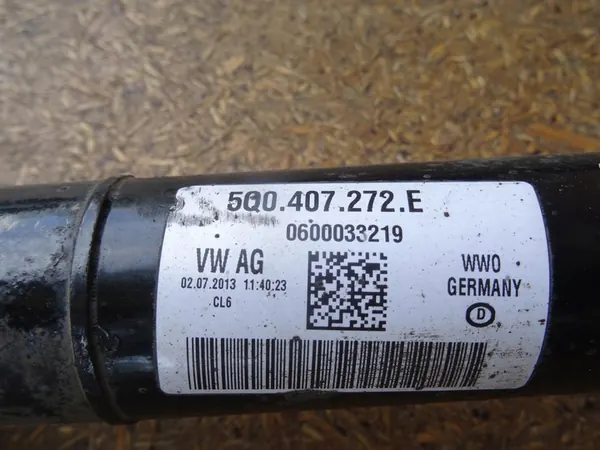 5Q0.407.272.E
0600033219
VW AG
02.07.2013 11:40:23
CL6
WWO
GERMANY
D